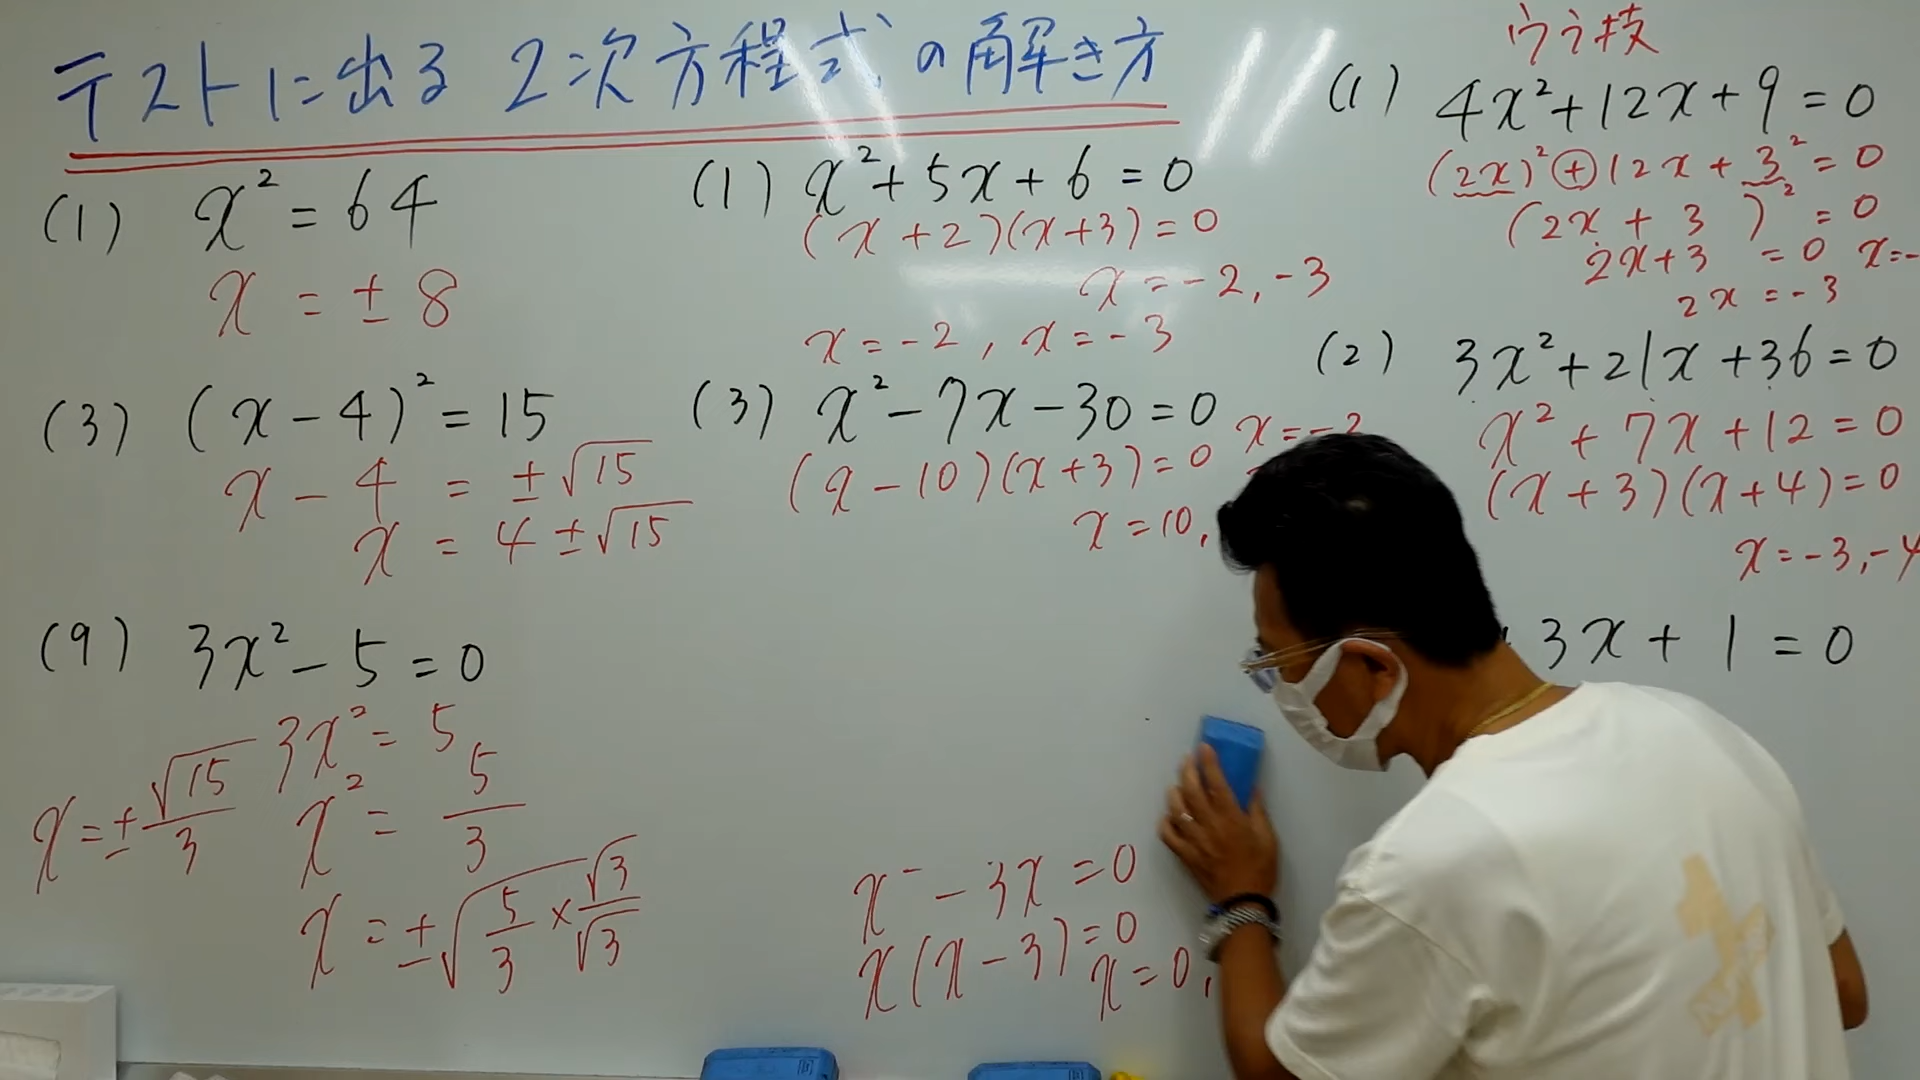 テストに出る 2次方程式の解き方
(1) x² = 64
x = ± 8
(3) (x - 4)² = 15
x - 4 = ±√15
x = 4 ±√15
(9) 3x² - 5 = 0
3x² = 5
x² = 5/3
x = ±√5/3 × √3/√3
x = ± √15/3
(1) x² + 5x + 6 = 0
(x + 2)(x + 3) = 0
x = -2, -3
x = -2 , x = -3
(3) x² - 7x - 30 = 0
(x - 10)(x + 3) = 0
x = 10,
x = -2
- 3x = 0
x(x - 3) = 0
x = 0,
ウラ技
(1) 4x² + 12x + 9 = 0
(2x)² + 12x + 3² = 0
(2x + 3)² = 0
2x + 3 = 0
x = -
2x = -3
(2) 3x² + 21x + 36 = 0
x² + 7x + 12 = 0
(x + 3)(x + 4) = 0
x = -3, -4
3x + 1 = 0